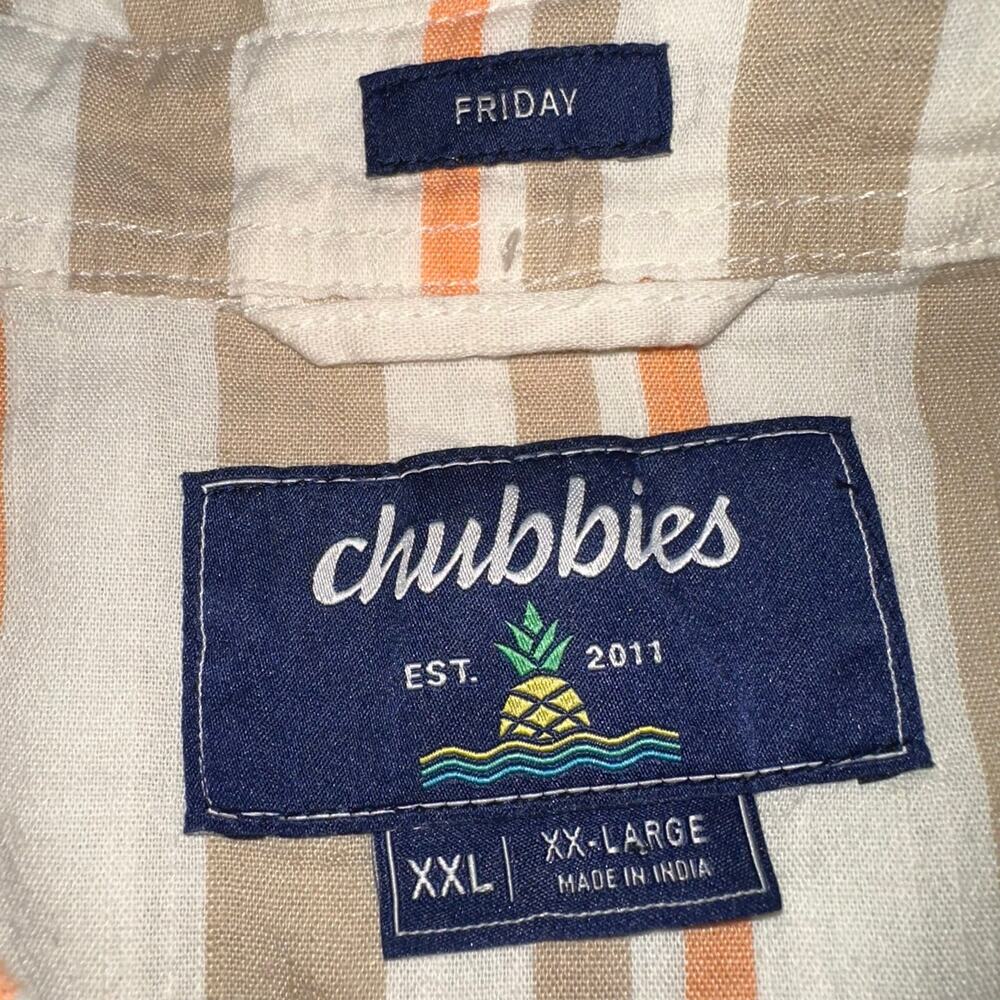 FRIDAY
chubbies
EST. 2011
XXL XX-LARGE
MADE IN INDIA